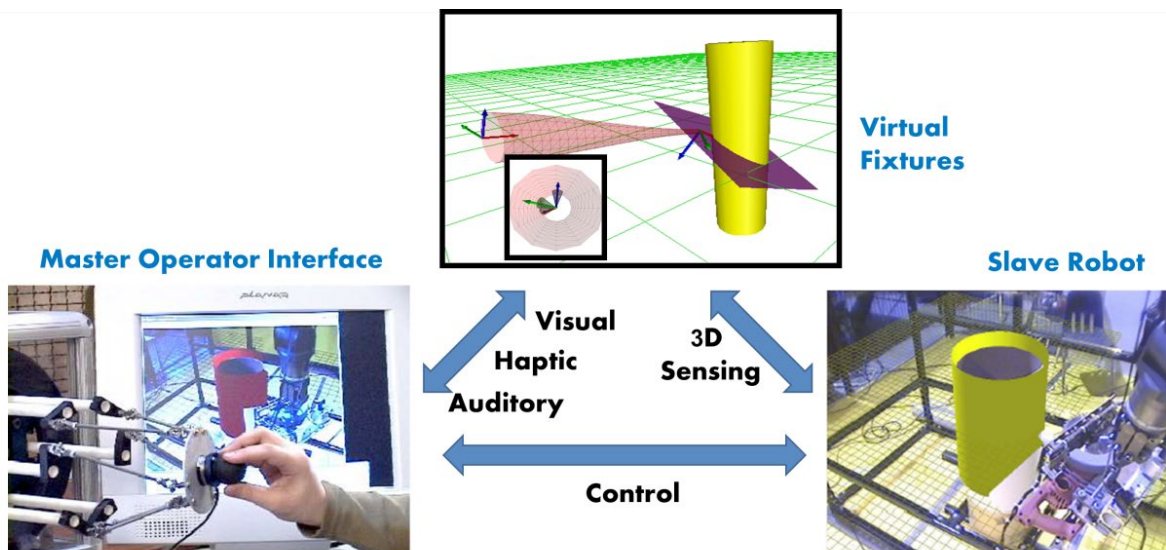 Virtual
Fixtures
Master Operator Interface
Slave Robot
Visual
Haptic
Auditory
3D
Sensing
Control